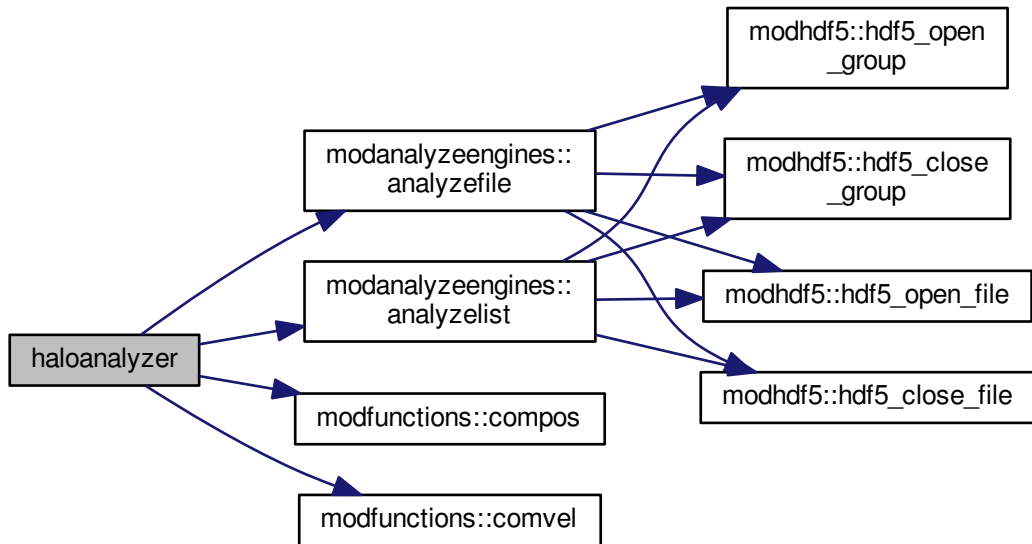 modhdf5::hdf5_open
_group
modanalyzeengines::
analyzefile
modhdf5::hdf5_close
_group
modanalyzeengines::
analyzelist
modhdf5::hdf5_open_file
haloanalyzer
modhdf5::hdf5_close_file
modfunctions::compos
modfunctions::comvel